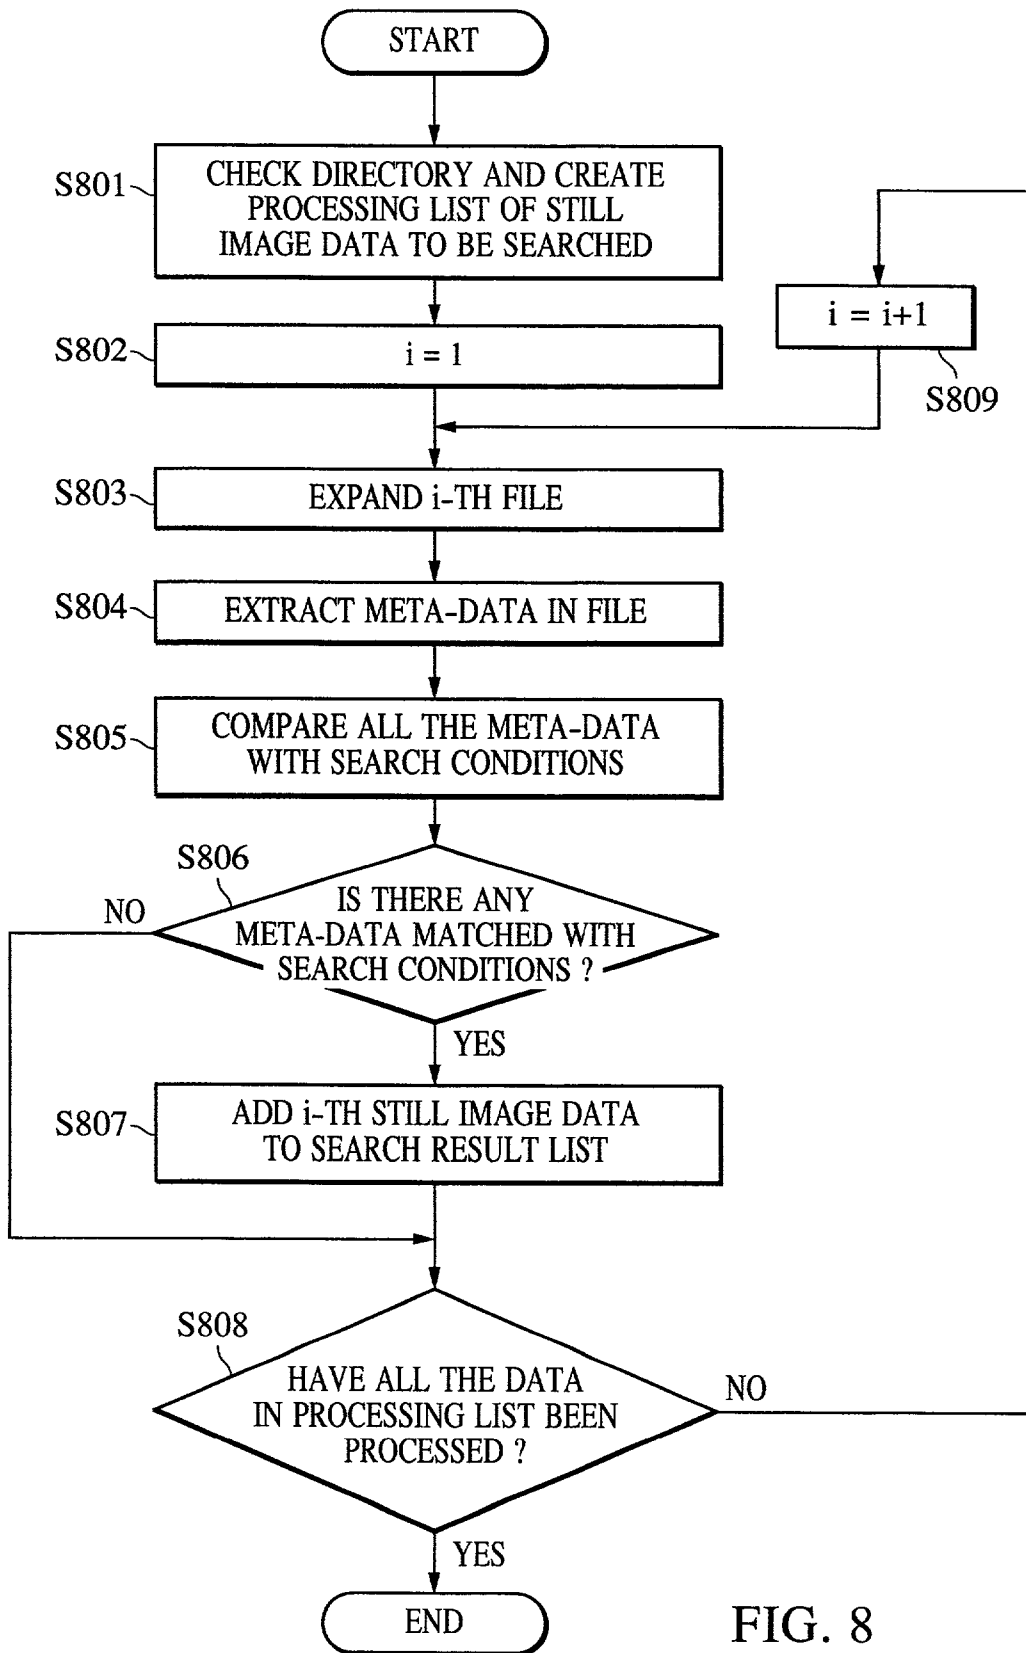 START
S801
CHECK DIRECTORY AND CREATE
PROCESSING LIST OF STILL
IMAGE DATA TO BE SEARCHED
i = i+1
S809
S802
i = 1
S803
EXPAND i-TH FILE
S804
EXTRACT META-DATA IN FILE
S805
COMPARE ALL THE META-DATA
WITH SEARCH CONDITIONS
S806
NO
IS THERE ANY
META-DATA MATCHED WITH
SEARCH CONDITIONS ?
YES
S807
ADD i-TH STILL IMAGE DATA
TO SEARCH RESULT LIST
S808
HAVE ALL THE DATA
IN PROCESSING LIST BEEN
PROCESSED ?
NO
YES
END
FIG. 8